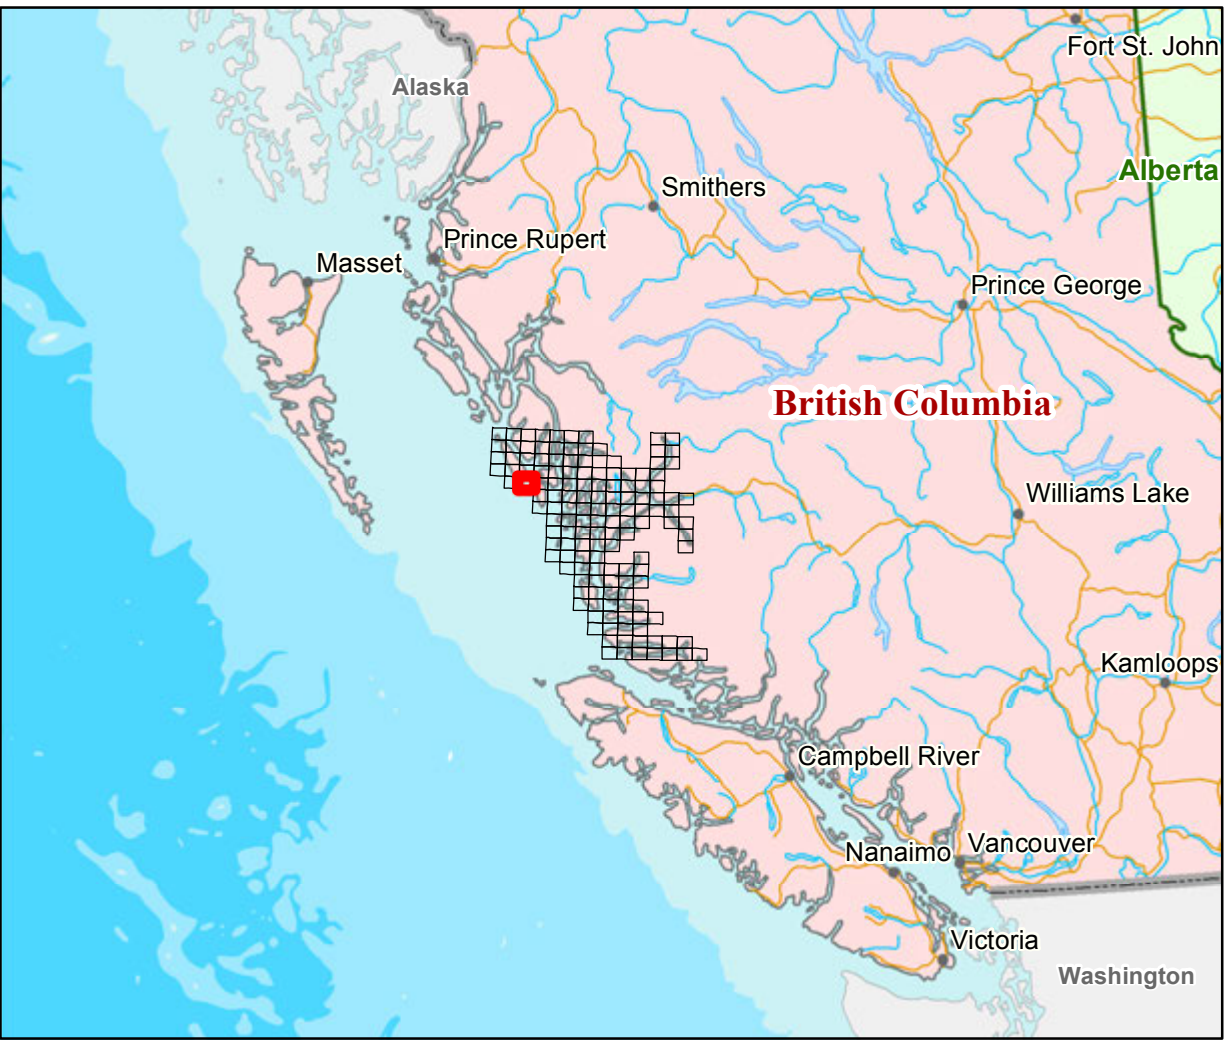 Fort St. John
Alaska
Alberta
Smithers
Prince Rupert
Masset
Prince George
British Columbia
Williams Lake
Kamloops
Campbell River
Vancouver
Nanaimo
Victoria
Washington